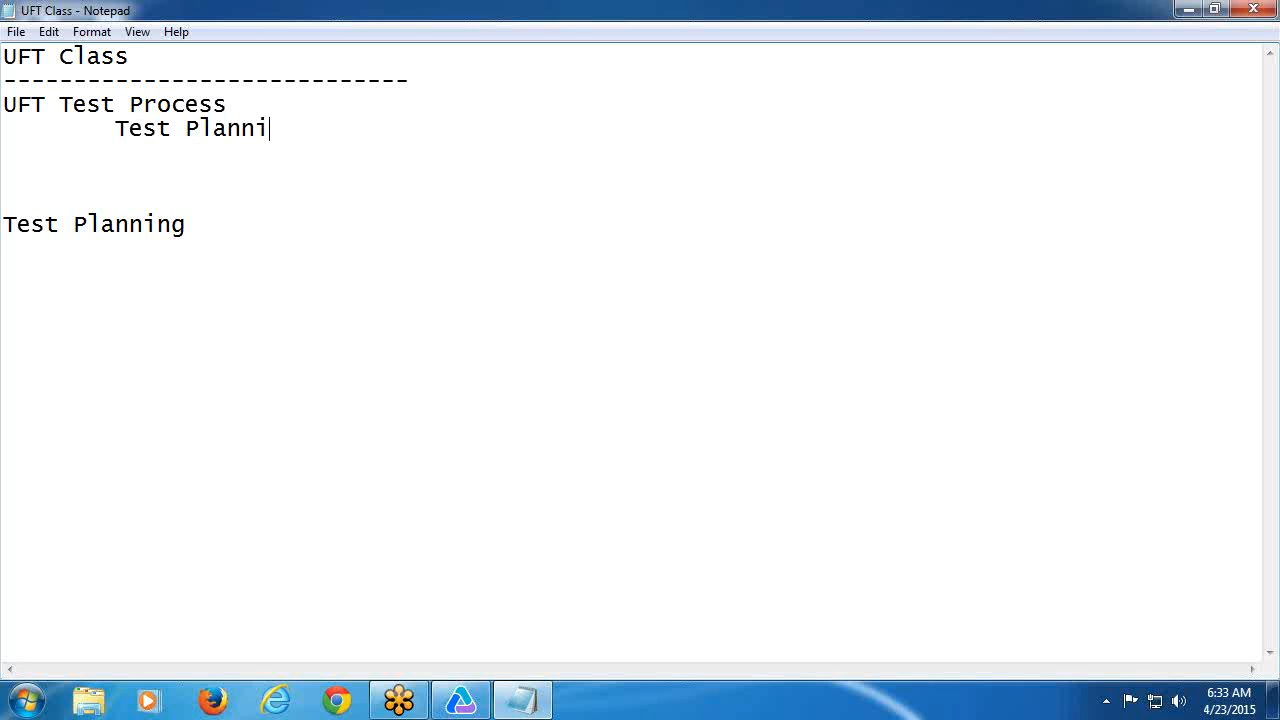 UFT Class - Notepad
File Edit Format View Help
UFT Class
-----------------------------
UFT Test Process
Test Planni
Test Planning
6:33 AM
4/23/2015